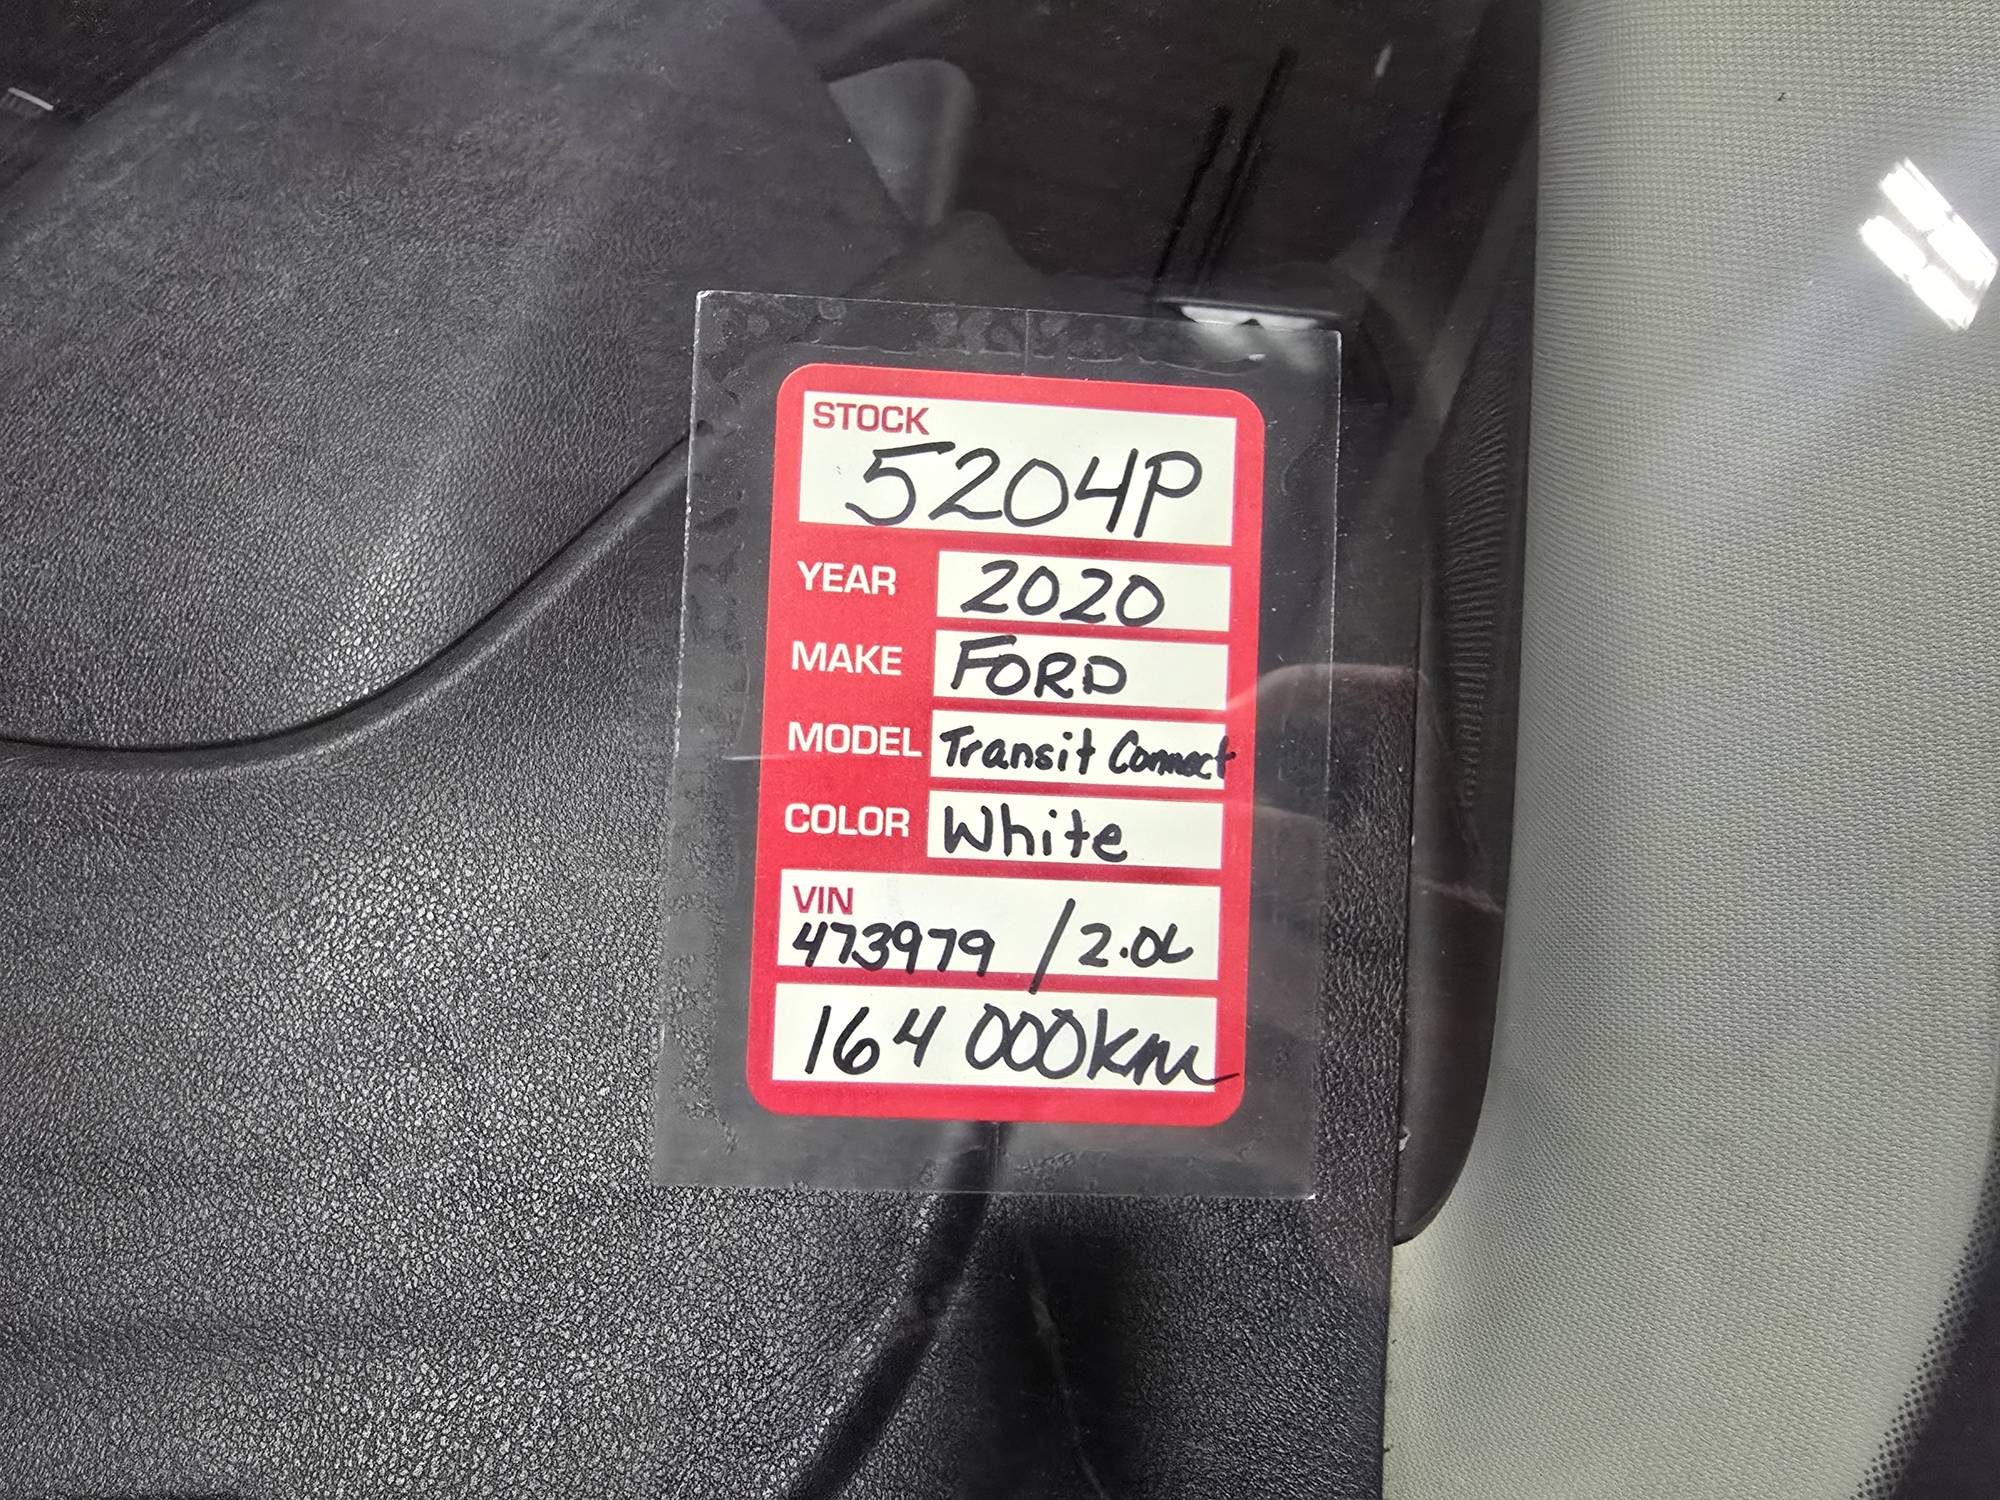 STOCK
5204P
YEAR 2020
MAKE FORD
MODEL Transit Connect
COLOR White
VIN
473979 / 2.0L
164 000km